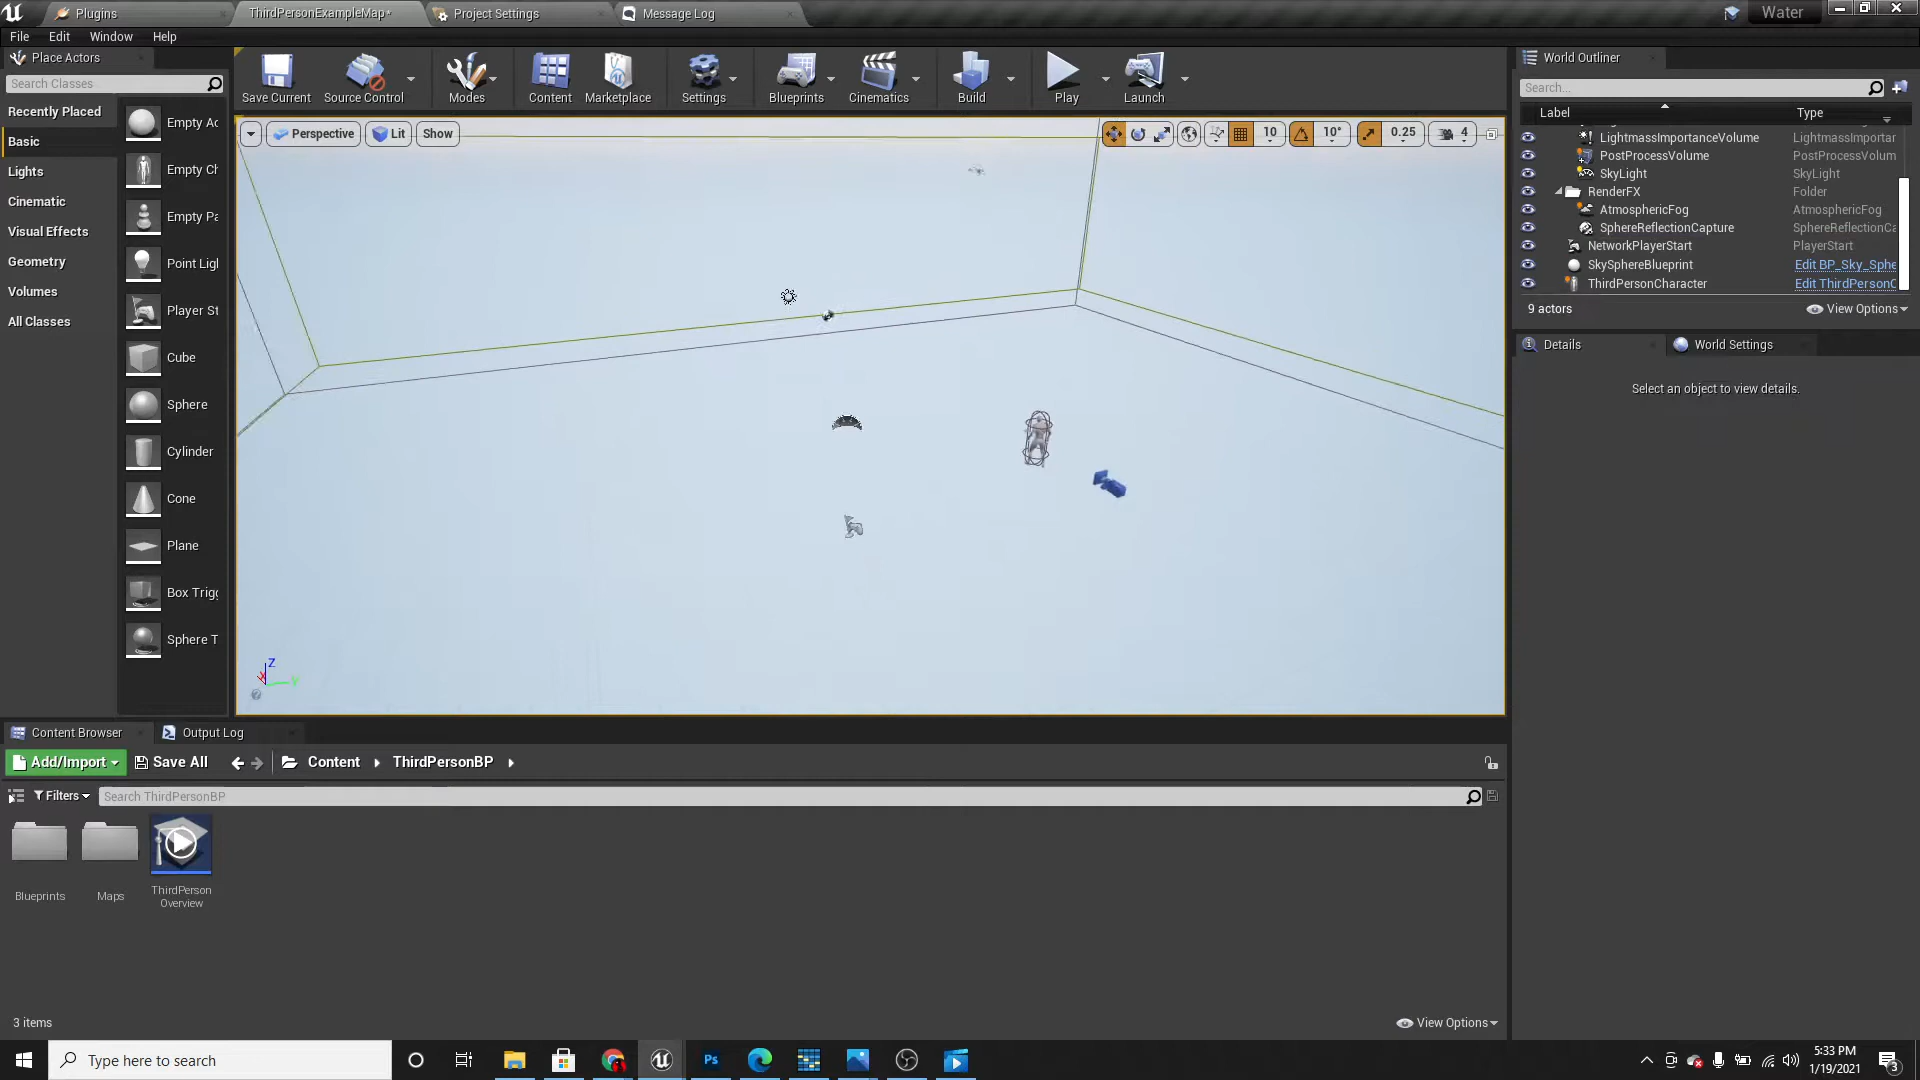 Plugins
ThirdPersonExampleMap*
Project Settings
Message Log
Water
File
Edit
Window
Help
Place Actors
Search Classes
Recently Placed
Basic
Lights
Cinematic
Visual Effects
Geometry
Volumes
All Classes
Empty Ac
Empty Ch
Empty Pa
Point Ligh
Player St
Cube
Sphere
Cylinder
Cone
Plane
Box Trigg
Sphere T
Save Current
Source Control
Modes
Content
Marketplace
Settings
Blueprints
Cinematics
Build
Play
Launch
Perspective
Lit
Show
10
10°
0.25
4
Z
X
Y
World Outliner
Search...
Label
Type
LightmassImportanceVolume
LightmassImportar
PostProcessVolume
PostProcessVolum
SkyLight
SkyLight
RenderFX
Folder
AtmosphericFog
AtmosphericFog
SphereReflectionCapture
SphereReflectionCa
NetworkPlayerStart
PlayerStart
SkySphereBlueprint
Edit BP_Sky_Sphe
ThirdPersonCharacter
Edit ThirdPersonC
9 actors
View Options
Details
World Settings
Select an object to view details.
Content Browser
Output Log
Add/Import
Save All
Content
ThirdPersonBP
Filters
Search ThirdPersonBP
Blueprints
Maps
ThirdPerson
Overview
3 items
View Options
Type here to search
Ps
5:33 PM
1/19/2021
3